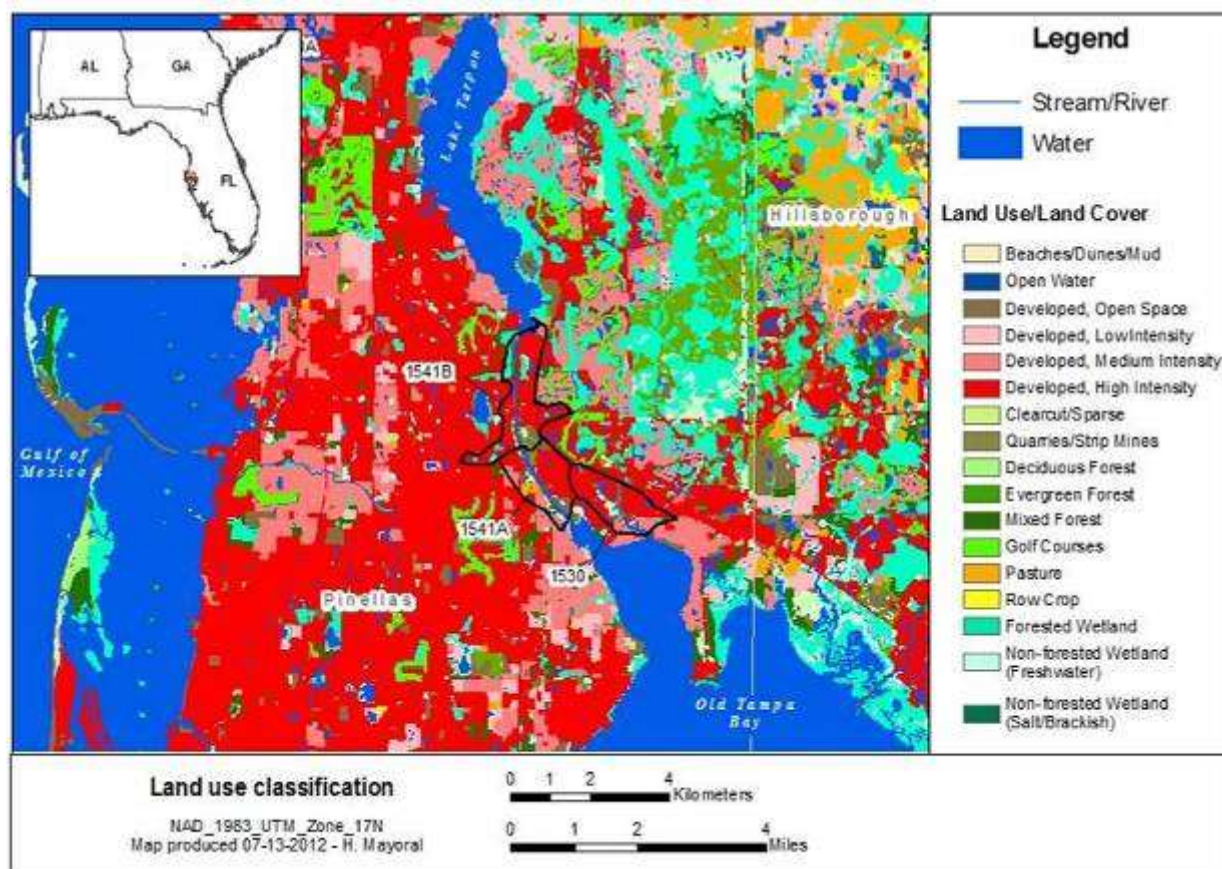 AL
GA
FL
A
Lake Tarpon
Hillsborough
1541B
Gulf of
Mexico
1541A
1530
Pinellas
Old Tampa
Bay
Legend
Stream/River
Water
Land Use/Land Cover
Beaches/Dunes/Mud
Open Water
Developed, Open Space
Developed, Low Intensity
Developed, Medium Intensity
Developed, High Intensity
Clearcut/Sparse
Quarries/Strip Mines
Deciduous Forest
Evergreen Forest
Mixed Forest
Golf Courses
Pasture
Row Crop
Forested Wetland
Non-forested Wetland
(Freshwater)
Non-forested Wetland
(Salt/Brackish)
Land use classification
NAD_1983_UTM_Zone_17N
Map produced 07-13-2012 - H. Mayoral
0 1 2 4
Kilometers
0 1 2 4
Miles